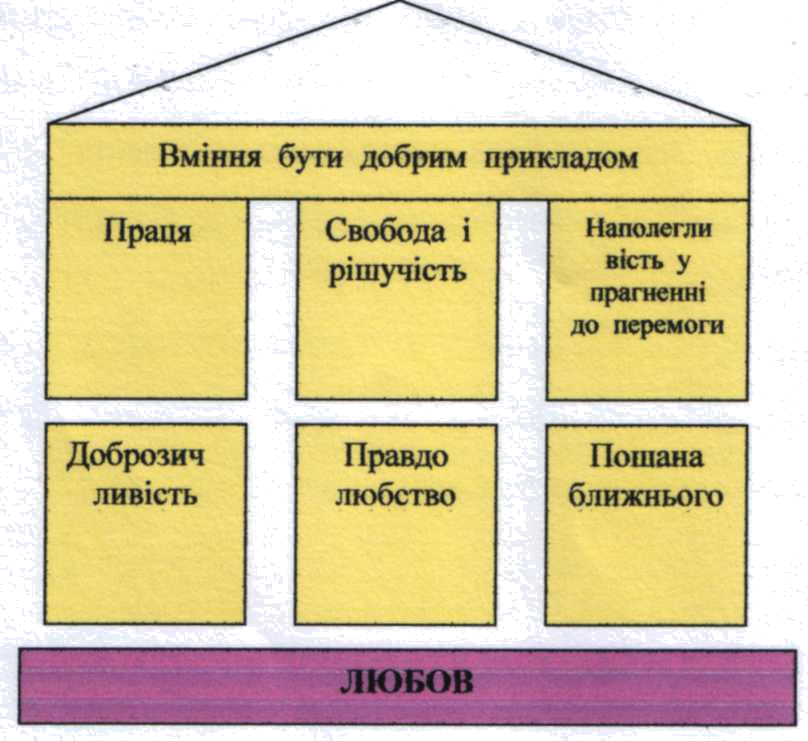 Вміння бути добрим прикладом
Праця
Свобода і
рішучість
Наполегли
вість у
прагненні
до перемоги
Доброзич
ливість
Правдо
любство
Пошана
ближнього
ЛЮБОВ